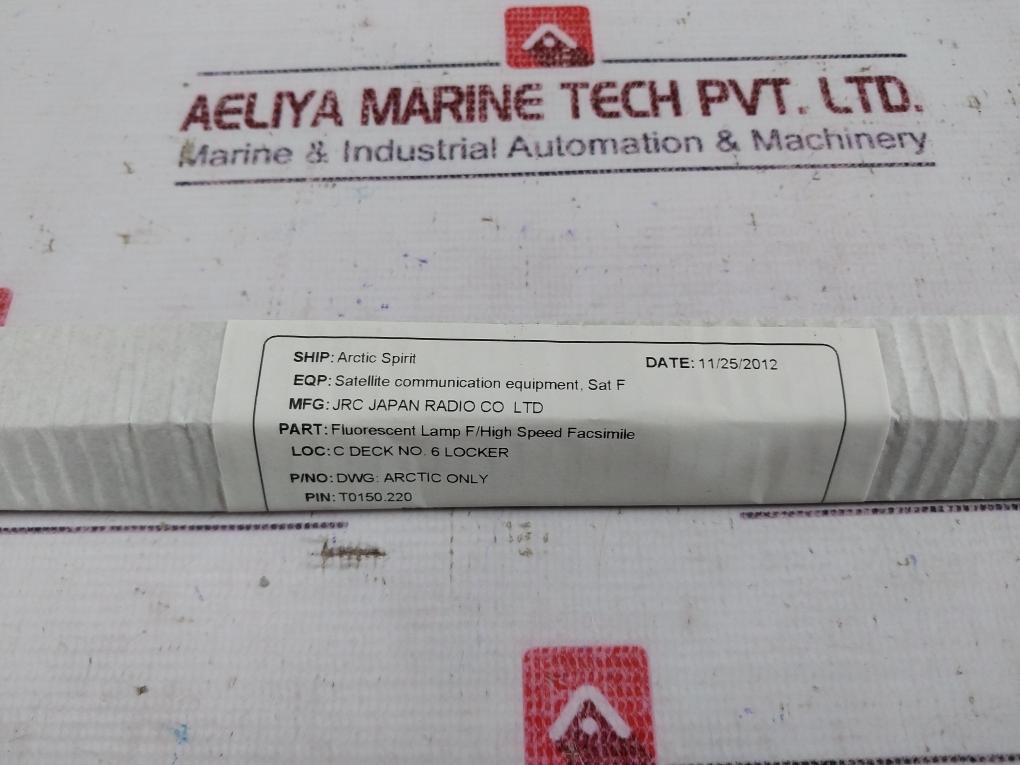 AELIYA MARINE TECH PVT. LTD.
Marine & Industrial Automation & Machinery
SHIP: Arctic Spirit DATE: 11/25/2012
EQP: Satellite communication equipment, Sat F
MFG: JRC JAPAN RADIO CO LTD
PART: Fluorescent Lamp F/High Speed Facsimile
LOC: C DECK NO. 6 LOCKER
P/NO: DWG: ARCTIC ONLY
PIN: T0150.220